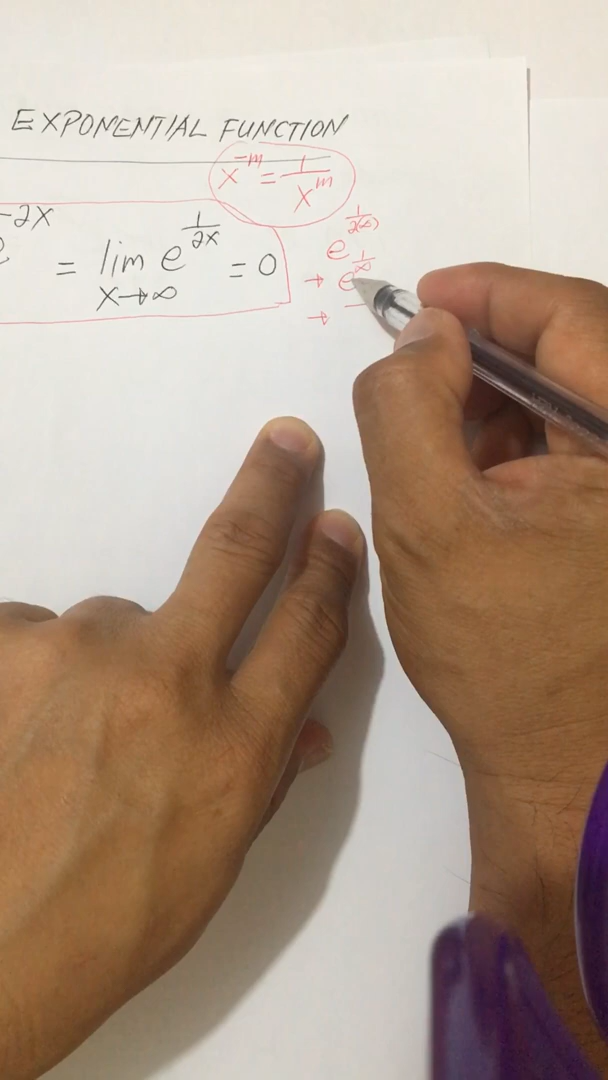 EXPONENTIAL FUNCTION
x^-m = 1/x^m
e^-2x = lim x→∞ e^(1/2x) = 0
e^(1/2(∞))
→ e^(1/∞)
→